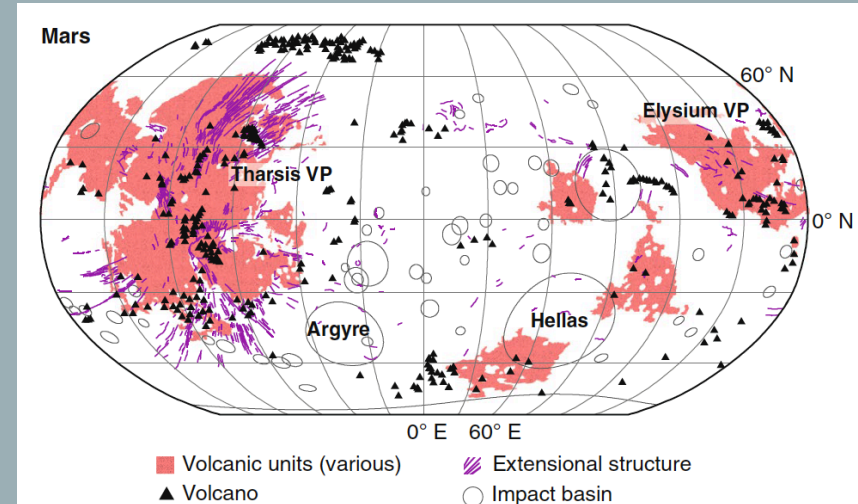 Mars
60° N
Elysium VP
Tharsis VP
0° N
Argyre
Hellas
0° E 60° E
Volcanic units (various)
Extensional structure
Volcano
Impact basin